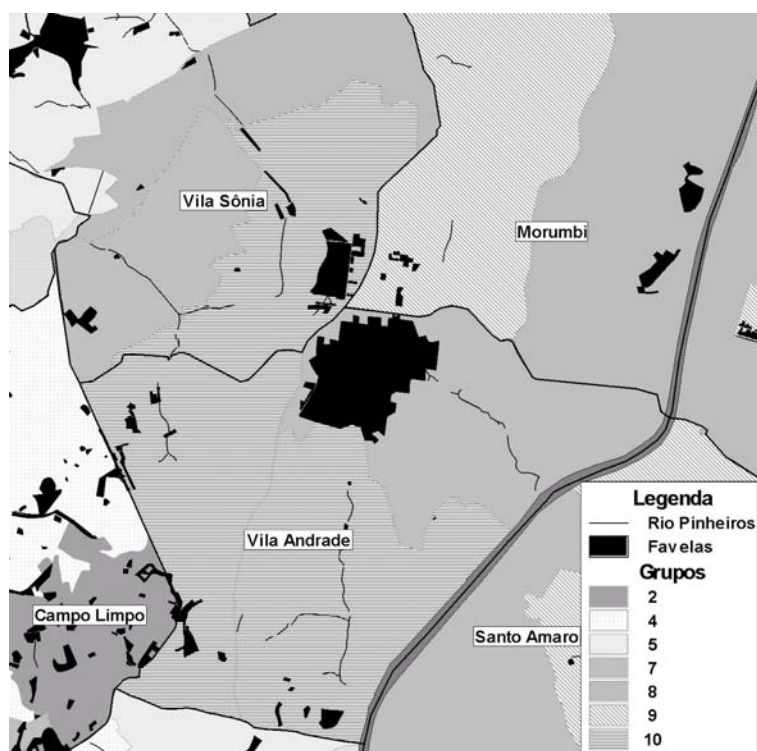 Vila Sônia
Morumbi
Vila Andrade
Campo Limpo
Santo Amaro
Legenda
Rio Pinheiros
Favelas
Grupos
2
4
5
7
8
9
10